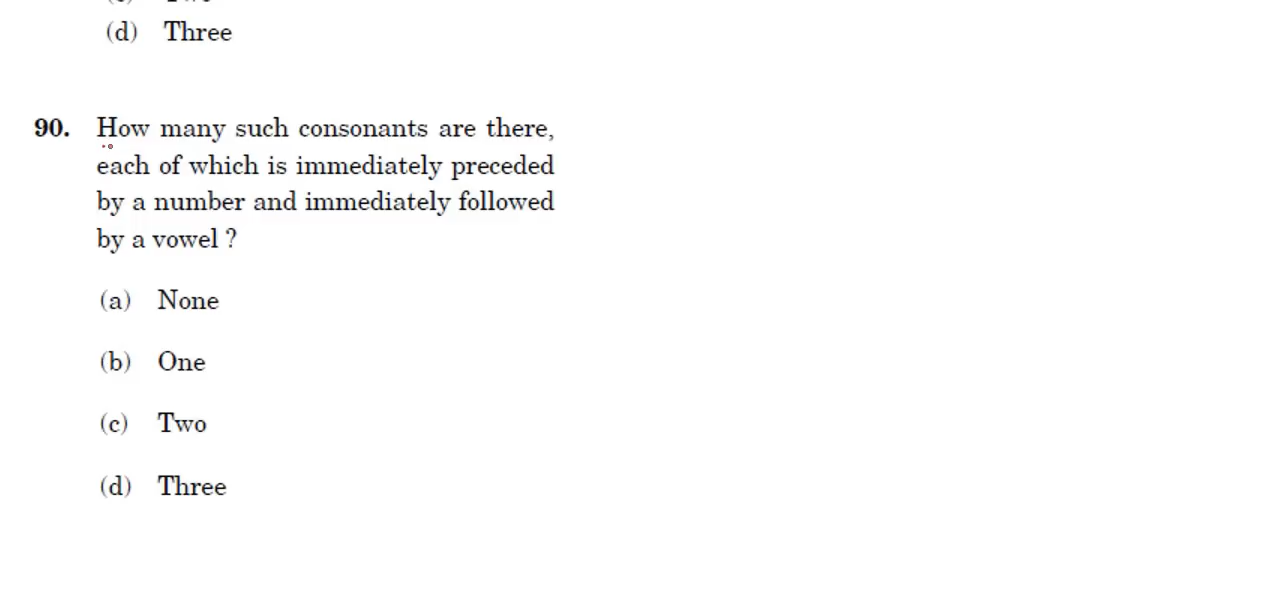 (d) Three
90. How many such consonants are there,
each of which is immediately preceded
by a number and immediately followed
by a vowel ?
(a) None
(b) One
(c) Two
(d) Three